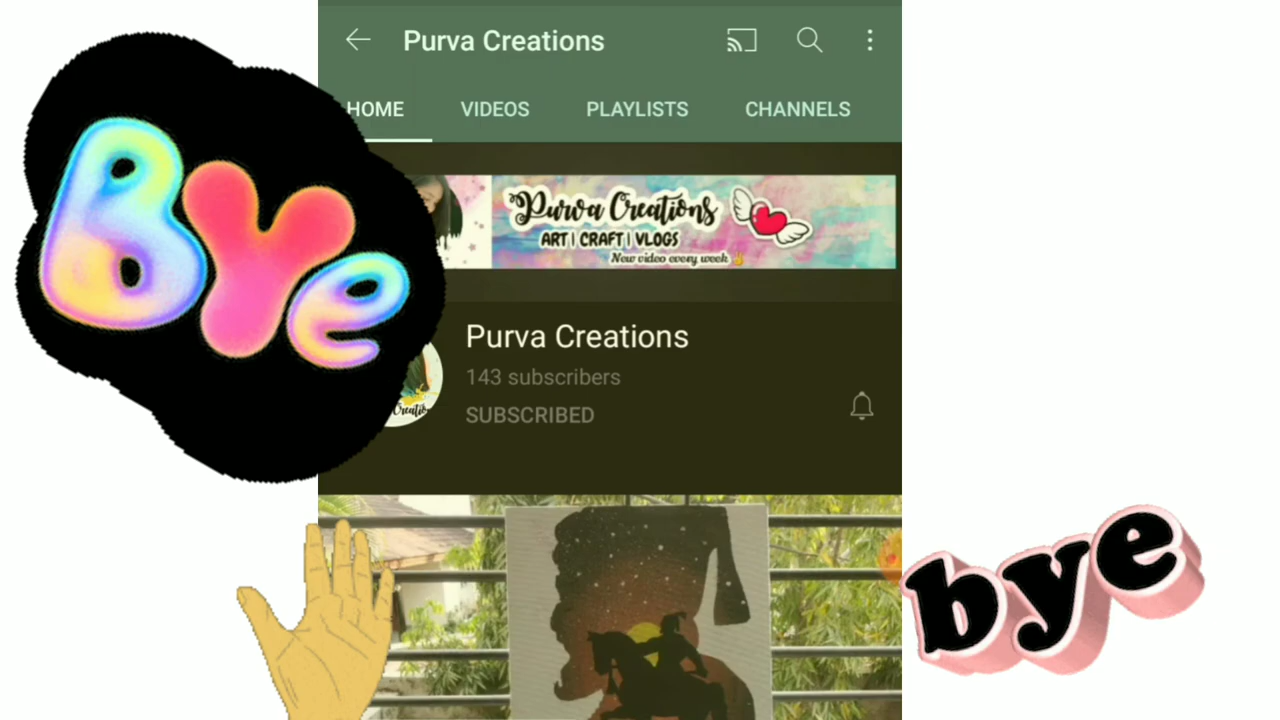 Purva Creations
HOME VIDEOS PLAYLISTS CHANNELS
Bye
Purva Creations
ART | CRAFT | VLOGS
New video every week
Purva Creations
143 subscribers
SUBSCRIBED
bye